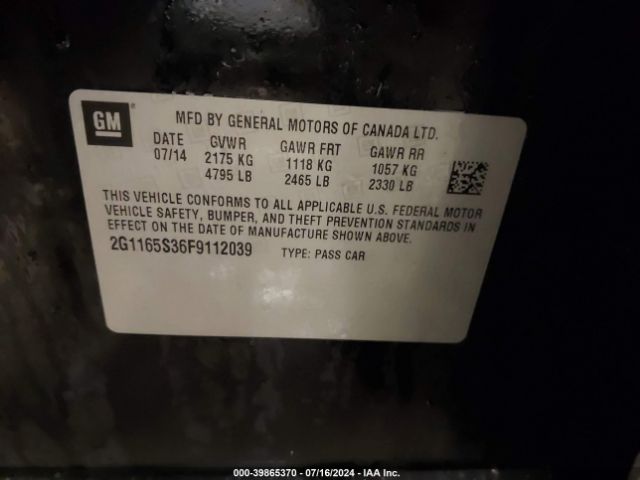 GM ®
MFD BY GENERAL MOTORS OF CANADA LTD.
DATE GVWR GAWR FRT GAWR RR
07/14 2175 KG 1118 KG 1057 KG
4795 LB 2465 LB 2330 LB
THIS VEHICLE CONFORMS TO ALL APPLICABLE U.S. FEDERAL MOTOR
VEHICLE SAFETY, BUMPER, AND THEFT PREVENTION STANDARDS IN
EFFECT ON THE DATE OF MANUFACTURE SHOWN ABOVE.
2G1165S36F9112039 TYPE: PASS CAR
000-39865370 - 07/16/2024 - IAA Inc.